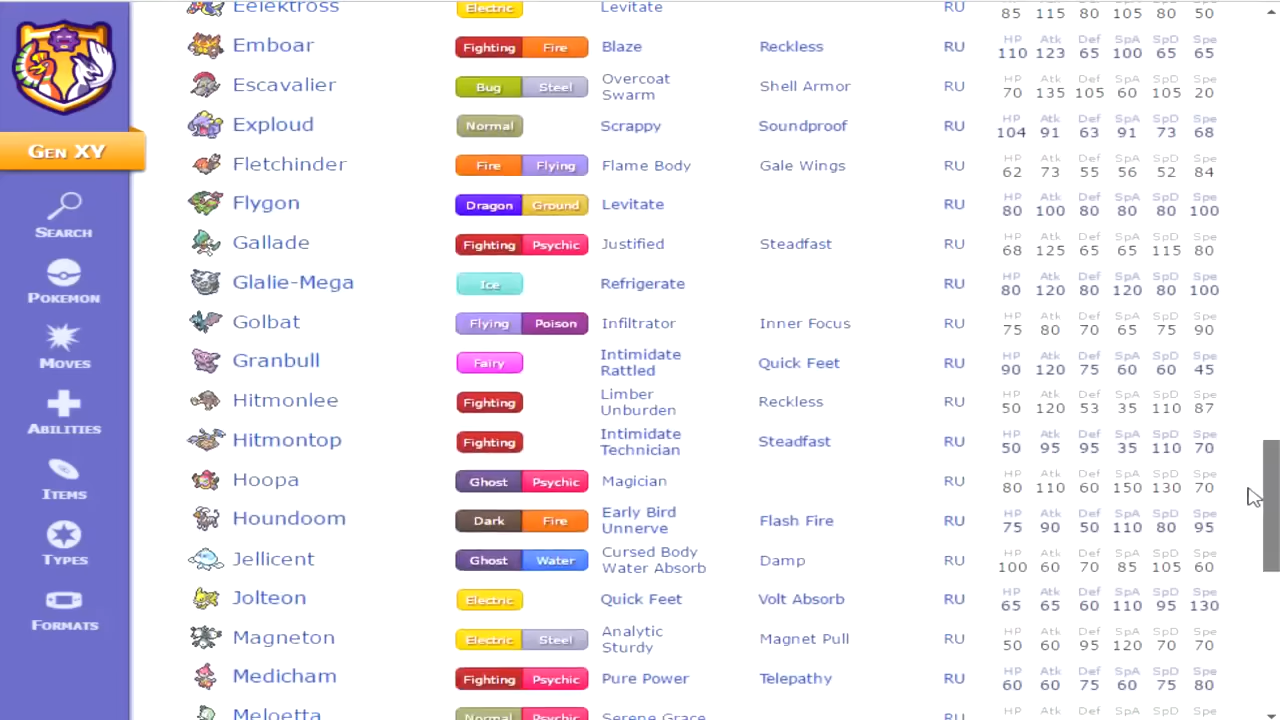 Eelektross Electric Levitate RU 85 115 80 105 80 50
GEN XY
SEARCH
POKEMON
MOVES
ABILITIES
ITEMS
TYPES
FORMATS
HP Atk Def SpA SpD Spe
Emboar Fighting Fire Blaze Reckless RU 110 123 65 100 65 65
HP Atk Def SpA SpD Spe
Escavalier Bug Steel Overcoat Swarm Shell Armor RU 70 135 105 60 105 20
HP Atk Def SpA SpD Spe
Exploud Normal Scrappy Soundproof RU 104 91 63 91 73 68
HP Atk Def SpA SpD Spe
Fletchinder Fire Flying Flame Body Gale Wings RU 62 73 55 56 52 84
HP Atk Def SpA SpD Spe
Flygon Dragon Ground Levitate RU 80 100 80 80 80 100
HP Atk Def SpA SpD Spe
Gallade Fighting Psychic Justified Steadfast RU 68 125 65 65 115 80
HP Atk Def SpA SpD Spe
Glalie-Mega Ice Refrigerate RU 80 120 80 120 80 100
HP Atk Def SpA SpD Spe
Golbat Flying Poison Infiltrator Inner Focus RU 75 80 70 65 75 90
HP Atk Def SpA SpD Spe
Granbull Fairy Intimidate Rattled Quick Feet RU 90 120 75 60 60 45
HP Atk Def SpA SpD Spe
Hitmonlee Fighting Limber Unburden Reckless RU 50 120 53 35 110 87
HP Atk Def SpA SpD Spe
Hitmontop Fighting Intimidate Technician Steadfast RU 50 95 95 35 110 70
HP Atk Def SpA SpD Spe
Hoopa Ghost Psychic Magician RU 80 110 60 150 130 70
HP Atk Def SpA SpD Spe
Houndoom Dark Fire Early Bird Unnerve Flash Fire RU 75 90 50 110 80 95
HP Atk Def SpA SpD Spe
Jellicent Ghost Water Cursed Body Water Absorb Damp RU 100 60 70 85 105 60
HP Atk Def SpA SpD Spe
Jolteon Electric Quick Feet Volt Absorb RU 65 65 60 110 95 130
HP Atk Def SpA SpD Spe
Magneton Electric Steel Analytic Sturdy Magnet Pull RU 50 60 95 120 70 70
HP Atk Def SpA SpD Spe
Medicham Fighting Psychic Pure Power Telepathy RU 60 60 75 60 75 80
HP Atk Def SpA SpD Spe
Meloetta Normal Psychic Serene Grace RU